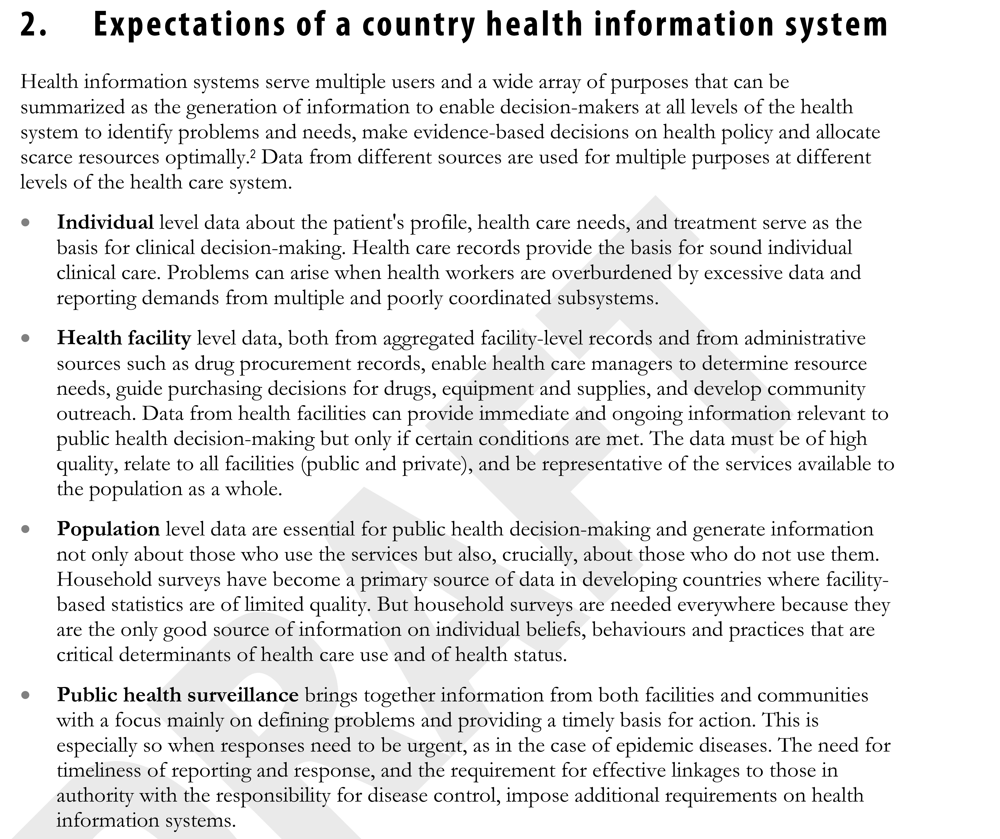 2. Expectations of a country health information system
Health information systems serve multiple users and a wide array of purposes that can be
summarized as the generation of information to enable decision-makers at all levels of the health
system to identify problems and needs, make evidence-based decisions on health policy and allocate
scarce resources optimally.² Data from different sources are used for multiple purposes at different
levels of the health care system.
• Individual level data about the patient's profile, health care needs, and treatment serve as the
basis for clinical decision-making. Health care records provide the basis for sound individual
clinical care. Problems can arise when health workers are overburdened by excessive data and
reporting demands from multiple and poorly coordinated subsystems.
• Health facility level data, both from aggregated facility-level records and from administrative
sources such as drug procurement records, enable health care managers to determine resource
needs, guide purchasing decisions for drugs, equipment and supplies, and develop community
outreach. Data from health facilities can provide immediate and ongoing information relevant to
public health decision-making but only if certain conditions are met. The data must be of high
quality, relate to all facilities (public and private), and be representative of the services available to
the population as a whole.
• Population level data are essential for public health decision-making and generate information
not only about those who use the services but also, crucially, about those who do not use them.
Household surveys have become a primary source of data in developing countries where facility-
based statistics are of limited quality. But household surveys are needed everywhere because they
are the only good source of information on individual beliefs, behaviours and practices that are
critical determinants of health care use and of health status.
• Public health surveillance brings together information from both facilities and communities
with a focus mainly on defining problems and providing a timely basis for action. This is
especially so when responses need to be urgent, as in the case of epidemic diseases. The need for
timeliness of reporting and response, and the requirement for effective linkages to those in
authority with the responsibility for disease control, impose additional requirements on health
information systems.
DRAFT